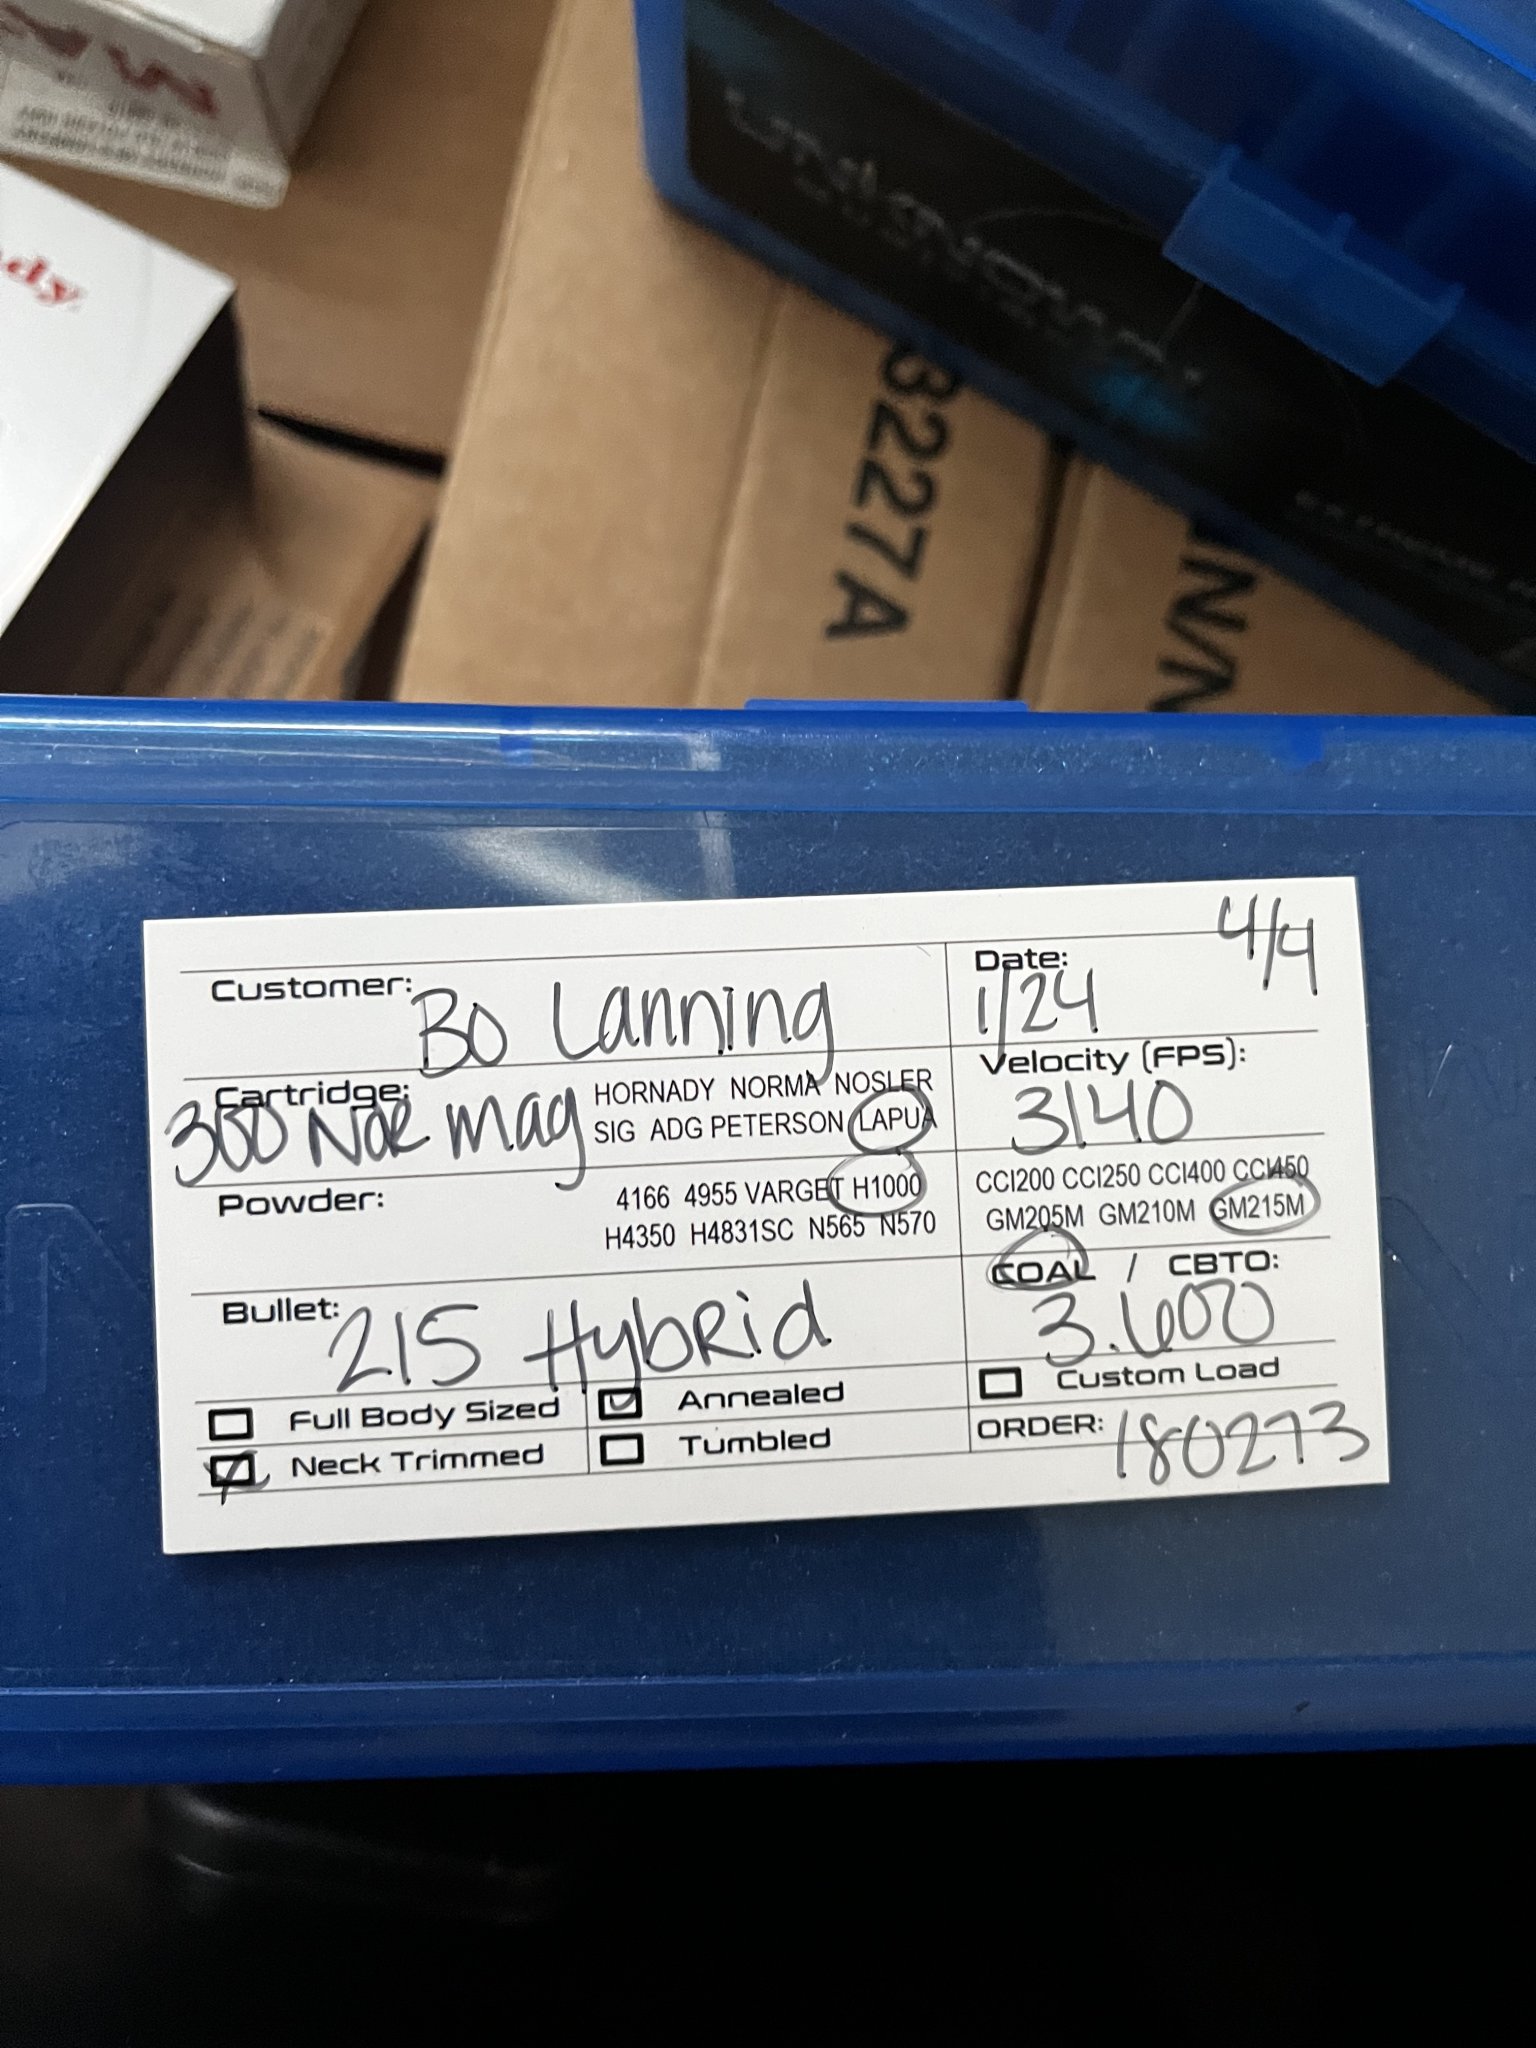 dy
3227A
UNKNOWN
4/4
Customer: Bo Lanning
Date: 1/24
Cartridge: 300 Nor mag
HORNADY NORMA NOSLER
SIG ADG PETERSON LAPUA
Velocity (FPS):
3140
Powder:
4166 4955 VARGET H1000
H4350 H4831SC N565 N570
CCI200 CCI250 CCI400 CCI450
GM205M GM210M GM215M
Bullet: 215 Hybrid
COAL / CBTO:
3.600
Full Body Sized
Annealed
Custom Load
Neck Trimmed
Tumbled
ORDER: 180273